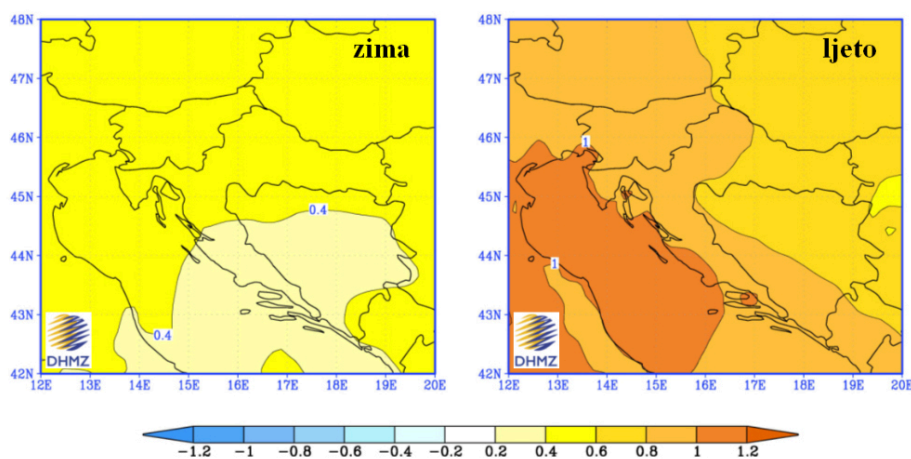 zima
48N
47N
46N
45N
44N
43N
42N
12E 13E 14E 15E 16E 17E 18E 19E 20E
0.4
0.4
DHMZ
ljeto
48N
47N
46N
45N
44N
43N
42N
12E 13E 14E 15E 16E 17E 18E 19E 20E
1
1
DHMZ
-1.2 -1 -0.8 -0.6 -0.4 -0.2 0 0.2 0.4 0.6 0.8 1 1.2